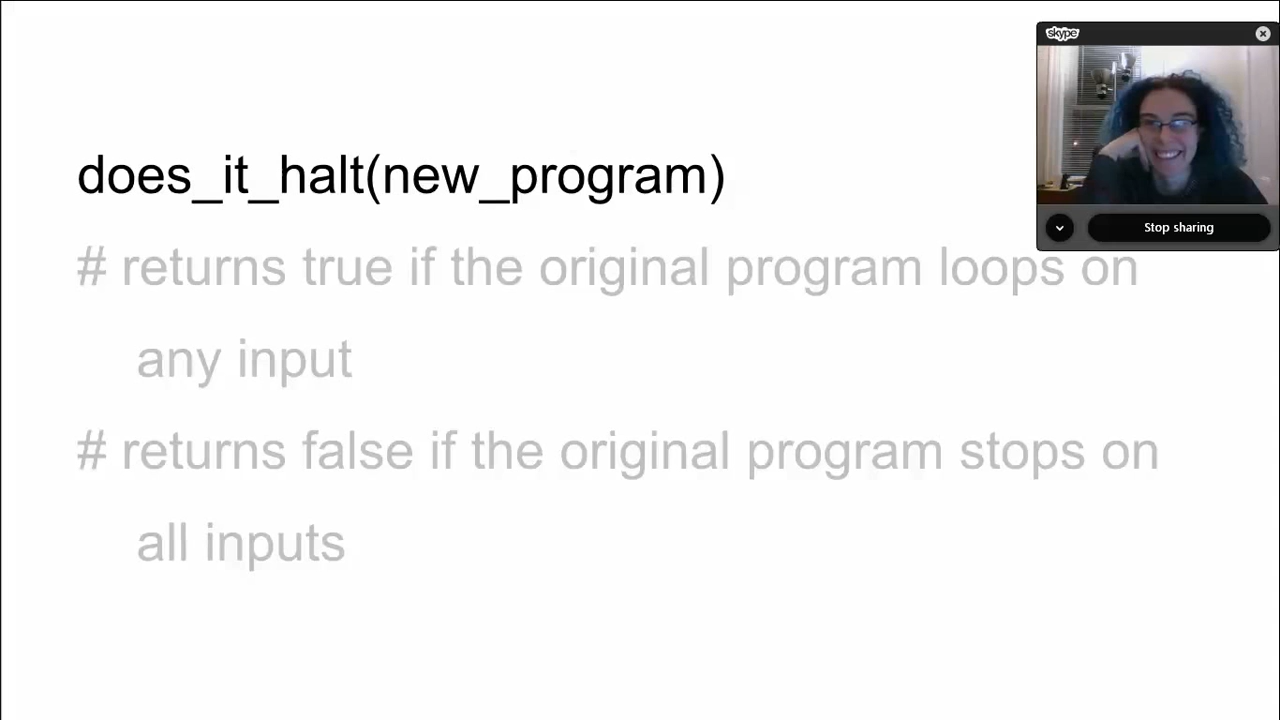 skype
does_it_halt(new_program)
Stop sharing
# returns true if the original program loops on
any input
# returns false if the original program stops on
all inputs